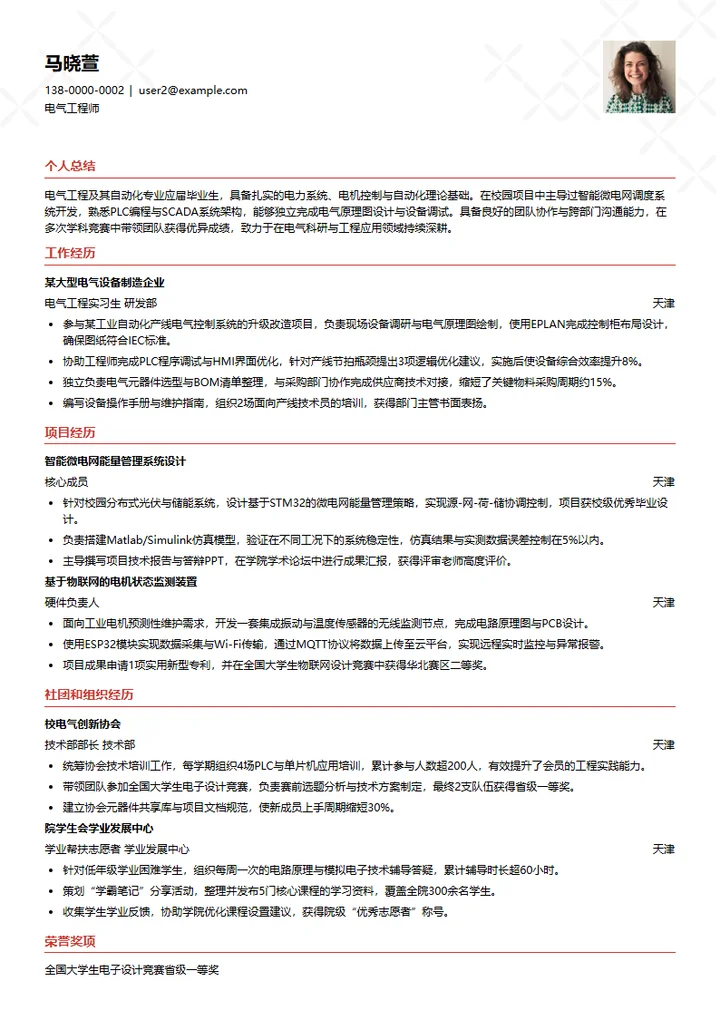 马晓萱
138-0000-0002 | user2@example.com
电气工程师
个人总结
电气工程及其自动化专业应届毕业生，具备扎实的电力系统、电机控制与自动化理论基础。在校园项目中主导过智能微电网调度系
统开发，熟悉PLC编程与SCADA系统架构，能够独立完成电气原理图设计与设备调试。具备良好的团队协作与跨部门沟通能力，在
多次学科竞赛中带领团队获得优异成绩，致力于在电气科研与工程应用领域持续深耕。
工作经历
某大型电气设备制造企业
电气工程实习生 研发部 天津
• 参与某工业自动化产线电气控制系统的升级改造项目，负责现场设备调研与电气原理图绘制，使用EPLAN完成控制柜布局设计，
确保图纸符合IEC标准。
• 协助工程师完成PLC程序调试与HMI界面优化，针对产线节拍瓶颈提出3项逻辑优化建议，实施后使设备综合效率提升8%。
• 独立负责电气元器件选型与BOM清单整理，与采购部门协作完成供应商技术对接，缩短了关键物料采购周期约15%。
• 编写设备操作手册与维护指南，组织2场面向产线技术员的培训，获得部门主管书面表扬。
项目经历
智能微电网能量管理系统设计
核心成员 天津
• 针对校园分布式光伏与储能系统，设计基于STM32的微电网能量管理策略，实现源-网-荷-储协调控制，项目获校级优秀毕业设
计。
• 负责搭建Matlab/Simulink仿真模型，验证在不同工况下的系统稳定性，仿真结果与实测数据误差控制在5%以内。
• 主导撰写项目技术报告与答辩PPT，在学院学术论坛中进行成果汇报，获得评审老师高度评价。
基于物联网的电机状态监测装置
硬件负责人 天津
• 面向工业电机预测性维护需求，开发一套集成振动与温度传感器的无线监测节点，完成电路原理图与PCB设计。
• 使用ESP32模块实现数据采集与Wi-Fi传输，通过MQTT协议将数据上传至云平台，实现远程实时监控与异常报警。
• 项目成果申请1项实用新型专利，并在全国大学生物联网设计竞赛中获得华北赛区二等奖。
社团和组织经历
校电气创新协会
技术部部长 技术部 天津
• 统筹协会技术培训工作，每学期组织4场PLC与单片机应用培训，累计参与人数超200人，有效提升了会员的工程实践能力。
• 带领团队参加全国大学生电子设计竞赛，负责赛前选题分析与技术方案制定，最终2支队伍获得省级一等奖。
• 建立协会元器件共享库与项目文档规范，使新成员上手周期缩短30%。
院学生会学业发展中心
学业帮扶志愿者 学业发展中心 天津
• 针对低年级学业困难学生，组织每周一次的电路原理与模拟电子技术辅导答疑，累计辅导时长超60小时。
• 策划“学霸笔记”分享活动，整理并发布5门核心课程的学习资料，覆盖全院300余名学生。
• 收集学生学业反馈，协助学院优化课程设置建议，获得院级“优秀志愿者”称号。
荣誉奖项
全国大学生电子设计竞赛省级一等奖